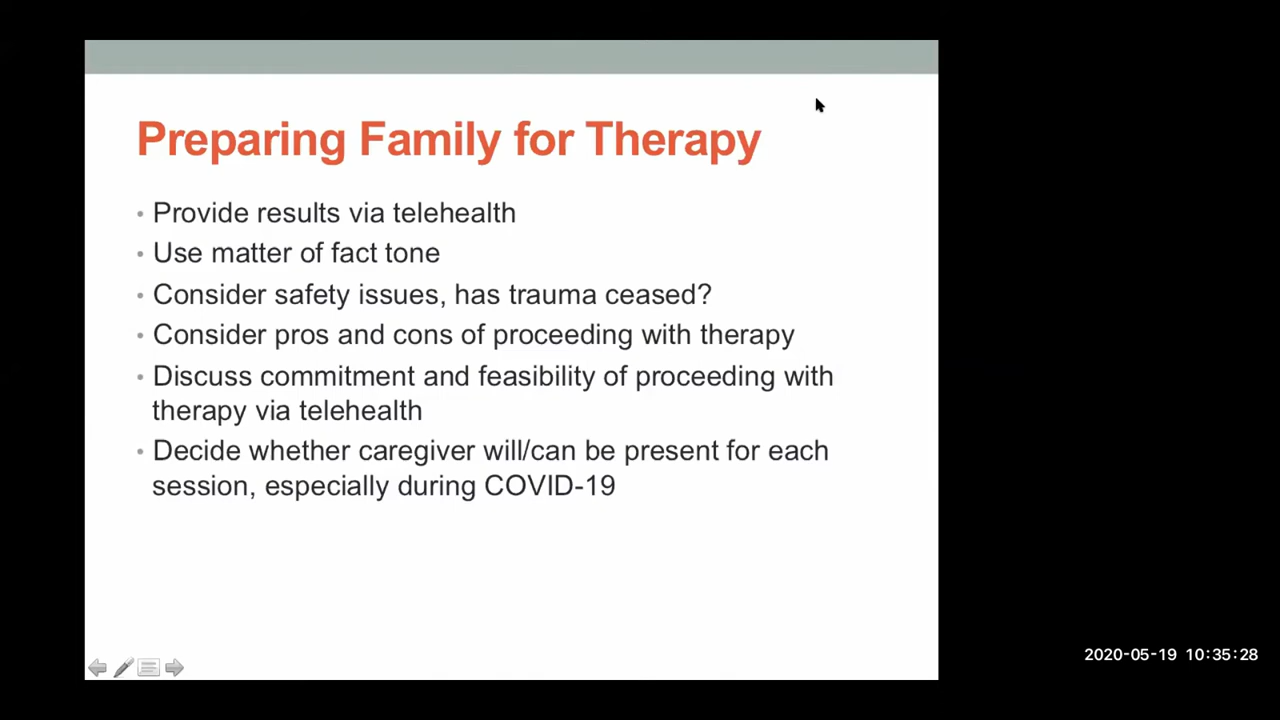 Preparing Family for Therapy
• Provide results via telehealth
• Use matter of fact tone
• Consider safety issues, has trauma ceased?
• Consider pros and cons of proceeding with therapy
• Discuss commitment and feasibility of proceeding with
therapy via telehealth
• Decide whether caregiver will/can be present for each
session, especially during COVID-19
2020-05-19 10:35:28